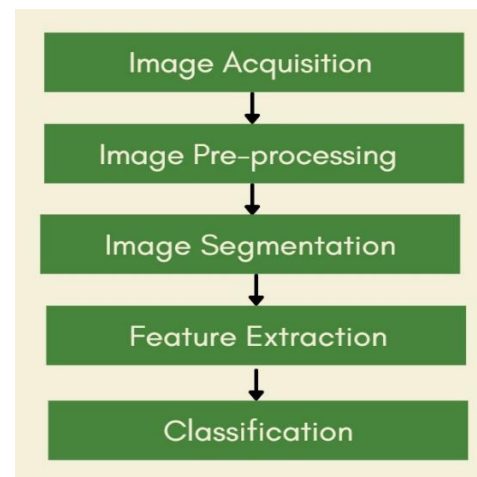 Image Acquisition
Image Pre-processing
Image Segmentation
Feature Extraction
Classification